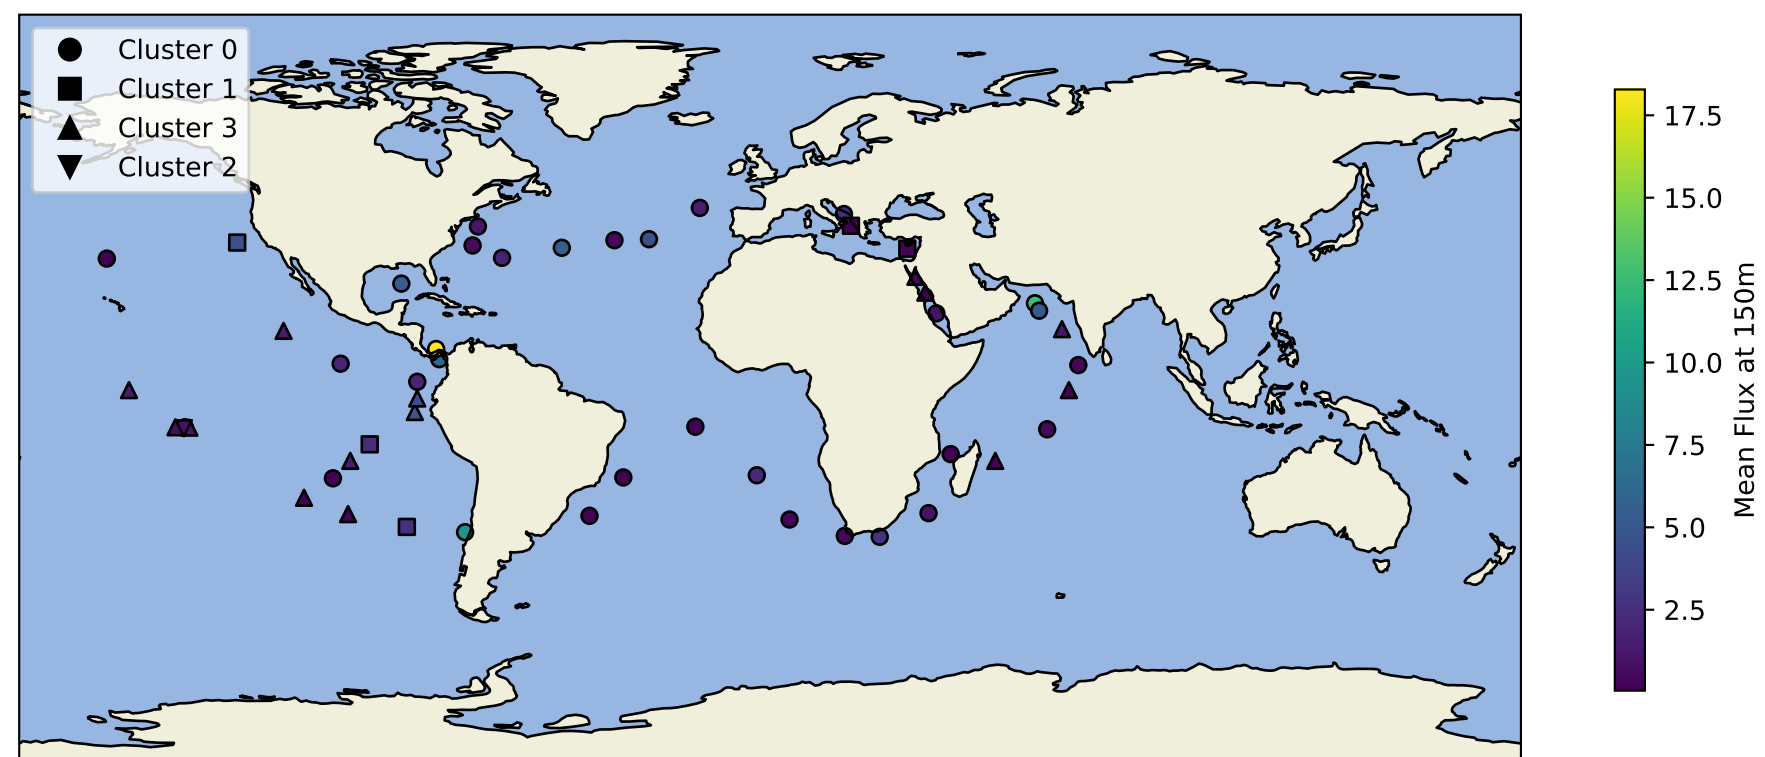 Cluster 0
Cluster 1
Cluster 3
Cluster 2
17.5
15.0
12.5
10.0
7.5
5.0
2.5
Mean Flux at 150m